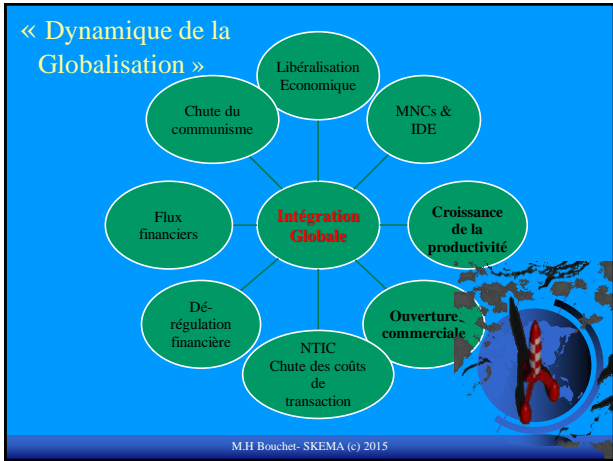 « Dynamique de la
Globalisation »
Libéralisation
Economique
Chute du
communisme
MNCs &
IDE
Flux
financiers
Intégration
Globale
Croissance
de la
productivité
Dé-
régulation
financière
Ouverture
commerciale
NTIC
Chute des coûts
de
transaction
M.H Bouchet- SKEMA (c) 2015